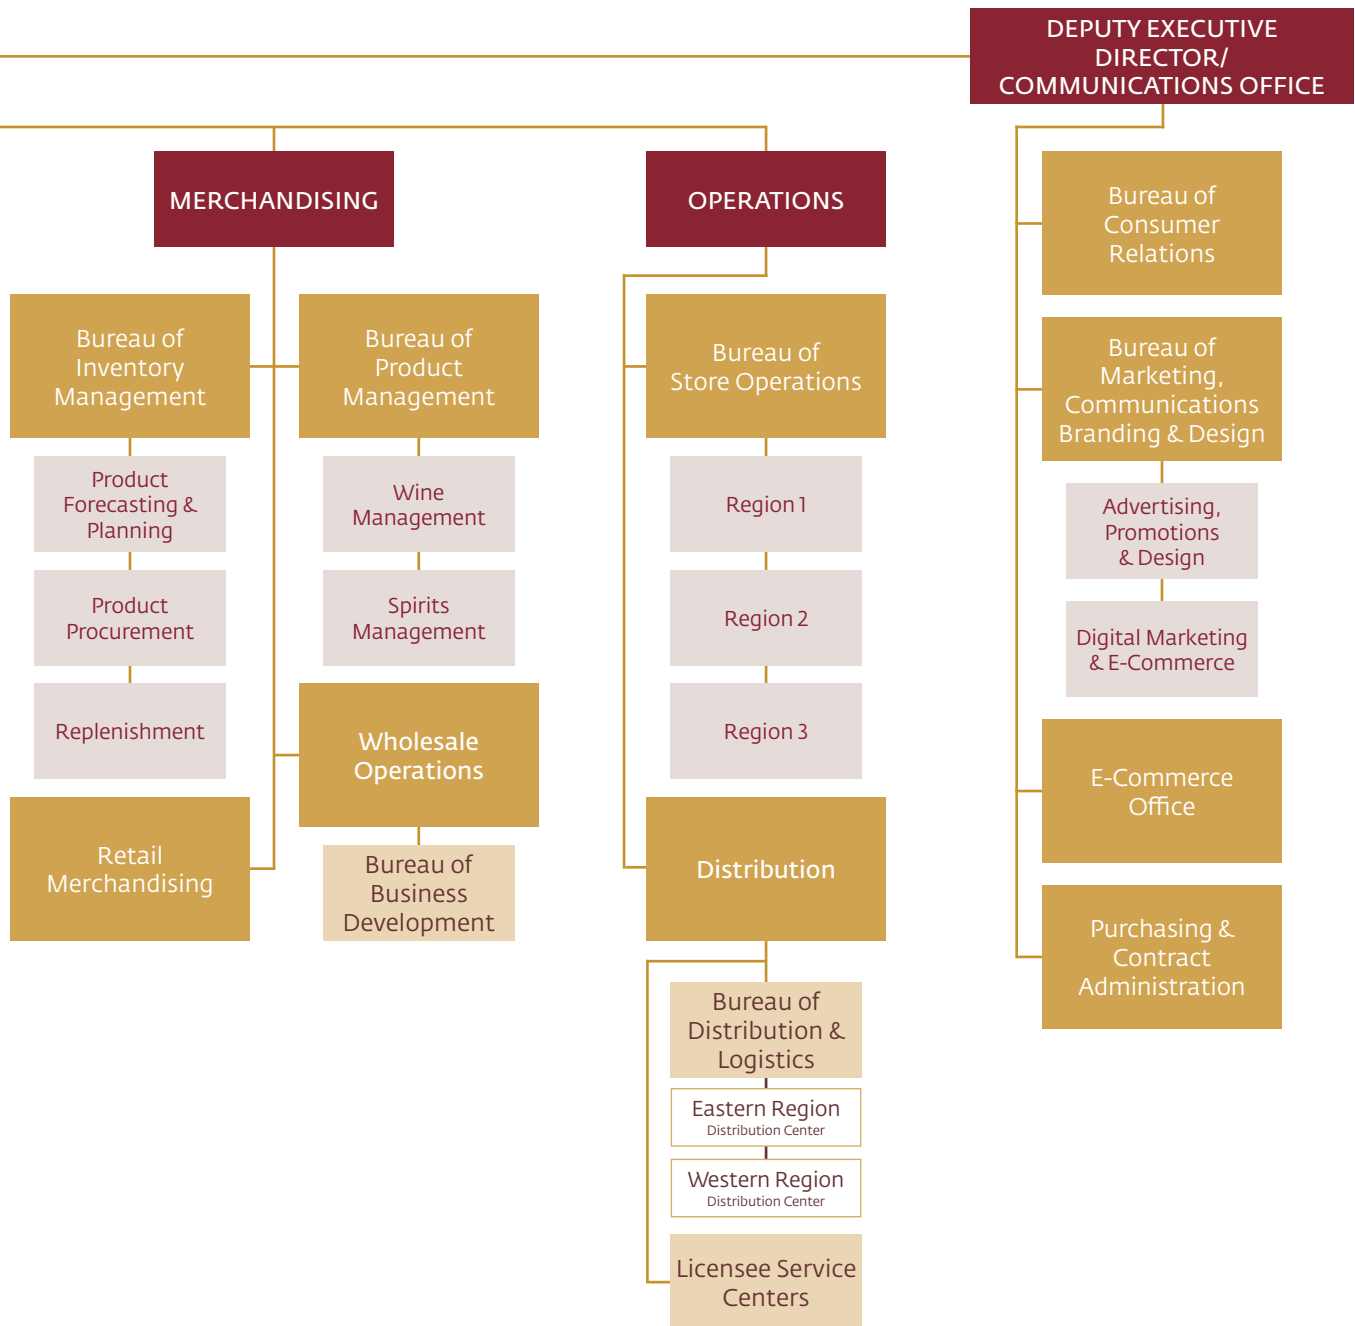 DEPUTY EXECUTIVE
DIRECTOR/
COMMUNICATIONS OFFICE
MERCHANDISING
Bureau of
Inventory
Management
Product
Forecasting &
Planning
Product
Procurement
Replenishment
Retail
Merchandising
Bureau of
Product
Management
Wine
Management
Spirits
Management
Wholesale
Operations
Bureau of
Business
Development
OPERATIONS
Bureau of
Store Operations
Region 1
Region 2
Region 3
Distribution
Bureau of
Distribution &
Logistics
Eastern Region
Distribution Center
Western Region
Distribution Center
Licensee Service
Centers
Bureau of
Consumer
Relations
Bureau of
Marketing,
Communications
Branding & Design
Advertising,
Promotions
& Design
Digital Marketing
& E-Commerce
E-Commerce
Office
Purchasing &
Contract
Administration